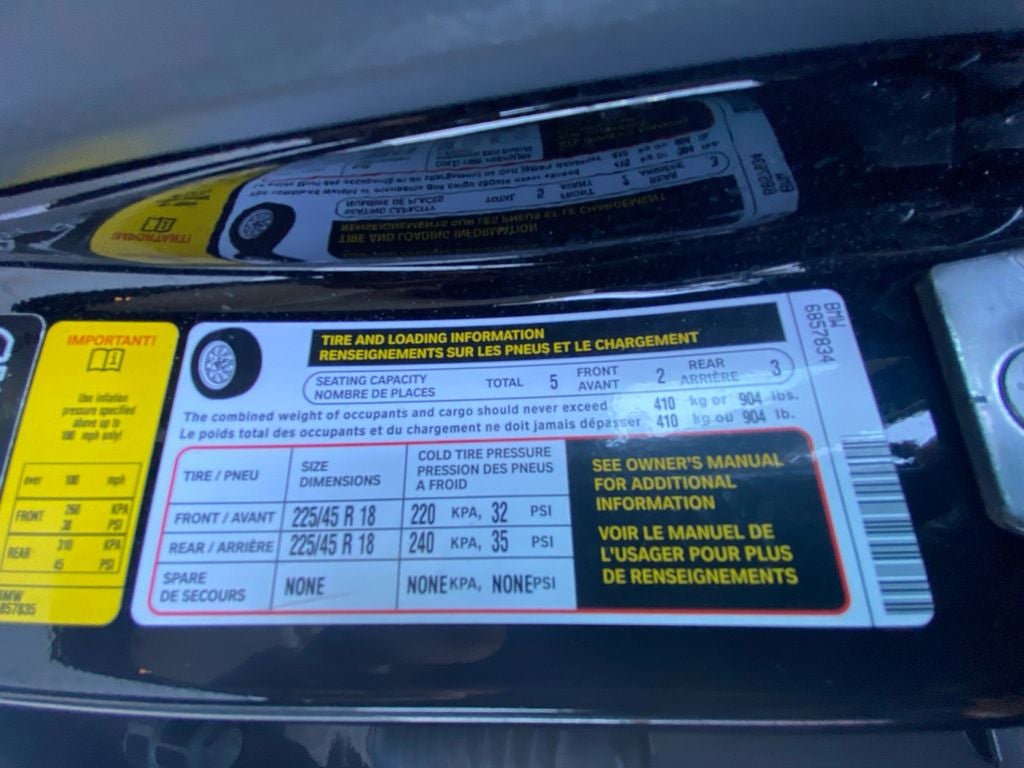 IMPORTANT!
Use inflation
pressure specified
above up to
100 mph only!
over 100 mph
FRONT 260 KPA
38 PSI
REAR 310 KPA
45 PSI
BMW
6857835
TIRE AND LOADING INFORMATION
RENSEIGNEMENTS SUR LES PNEUS ET LE CHARGEMENT
SEATING CAPACITY
NOMBRE DE PLACES
TOTAL 5
FRONT
AVANT 2
REAR
ARRIÈRE 3
The combined weight of occupants and cargo should never exceed 410 kg or 904 lbs.
Le poids total des occupants et du chargement ne doit jamais dépasser 410 kg ou 904 lb.
TIRE / PNEU
SIZE
DIMENSIONS
COLD TIRE PRESSURE
PRESSION DES PNEUS
A FROID
FRONT / AVANT 225/45 R 18 220 KPA, 32 PSI
REAR / ARRIÈRE 225/45 R 18 240 KPA, 35 PSI
SPARE
DE SECOURS NONE NONE KPA, NONE PSI
SEE OWNER'S MANUAL
FOR ADDITIONAL
INFORMATION
VOIR LE MANUEL DE
L'USAGER POUR PLUS
DE RENSEIGNEMENTS
BMW
6857834